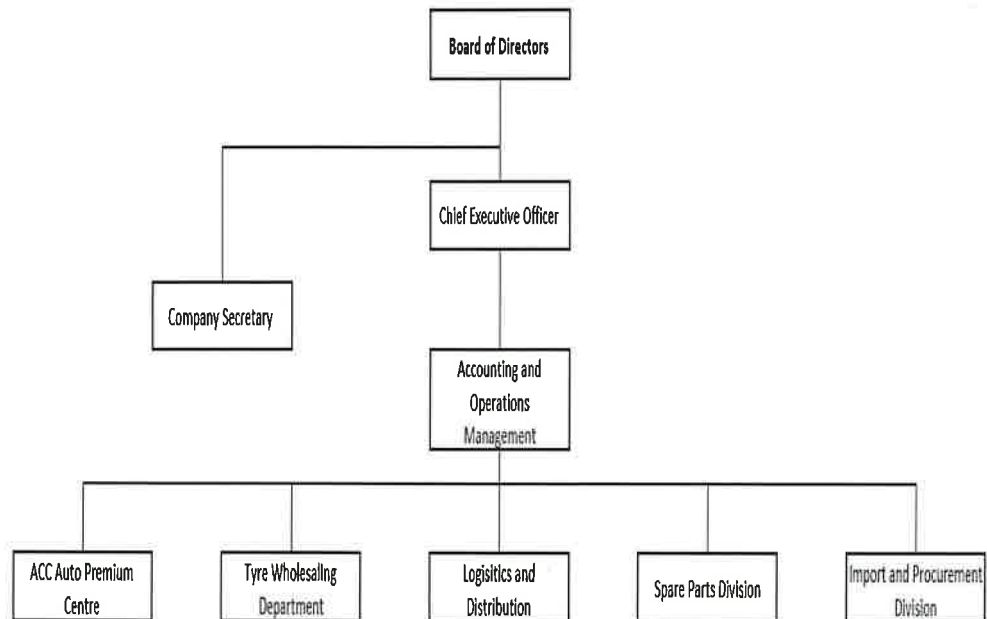 Board of Directors
Chief Executive Officer
Company Secretary
Accounting and
Operations
Management
ACC Auto Premium
Centre
Tyre Wholesaling
Department
Logisitics and
Distribution
Spare Parts Division
Import and Procurement
Division